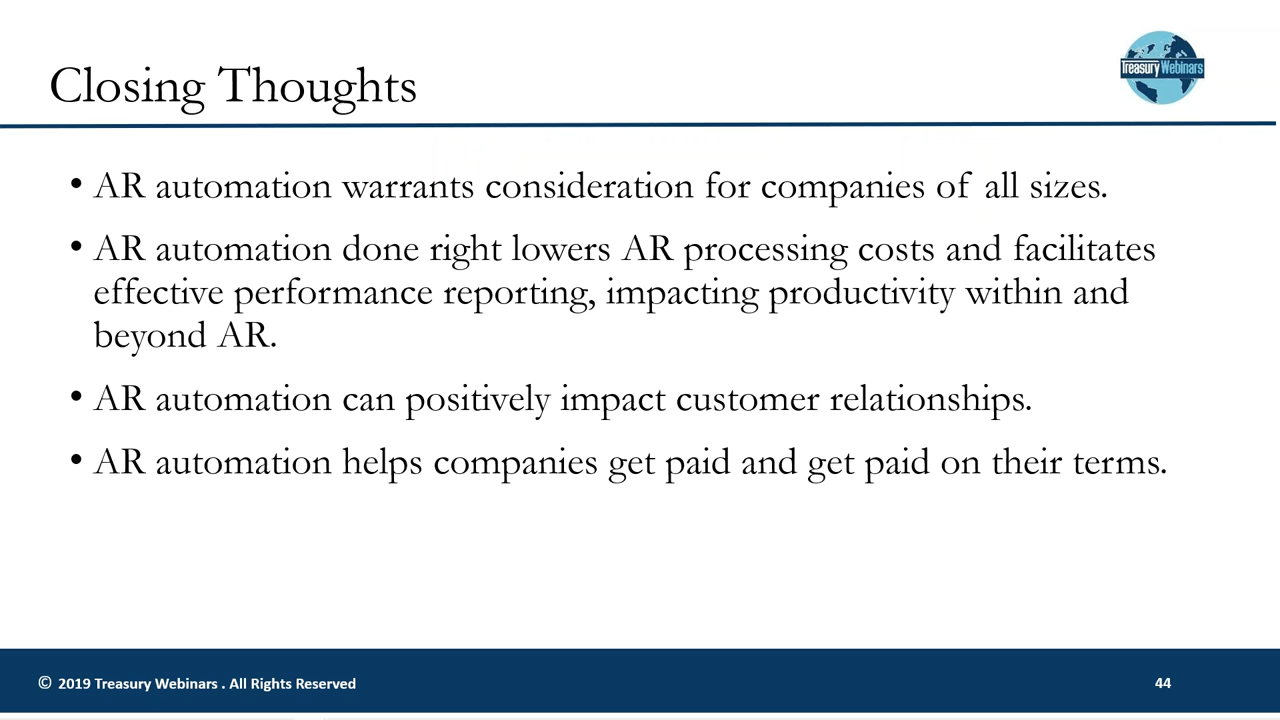 Closing Thoughts
Treasury Webinars
• AR automation warrants consideration for companies of all sizes.
• AR automation done right lowers AR processing costs and facilitates
effective performance reporting, impacting productivity within and
beyond AR.
• AR automation can positively impact customer relationships.
• AR automation helps companies get paid and get paid on their terms.
© 2019 Treasury Webinars . All Rights Reserved
44